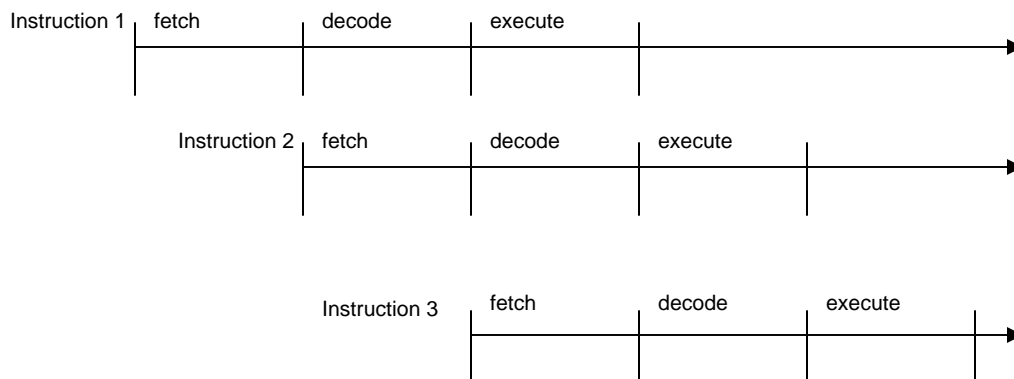 Instruction 1 fetch decode execute
Instruction 2 fetch decode execute
Instruction 3 fetch decode execute